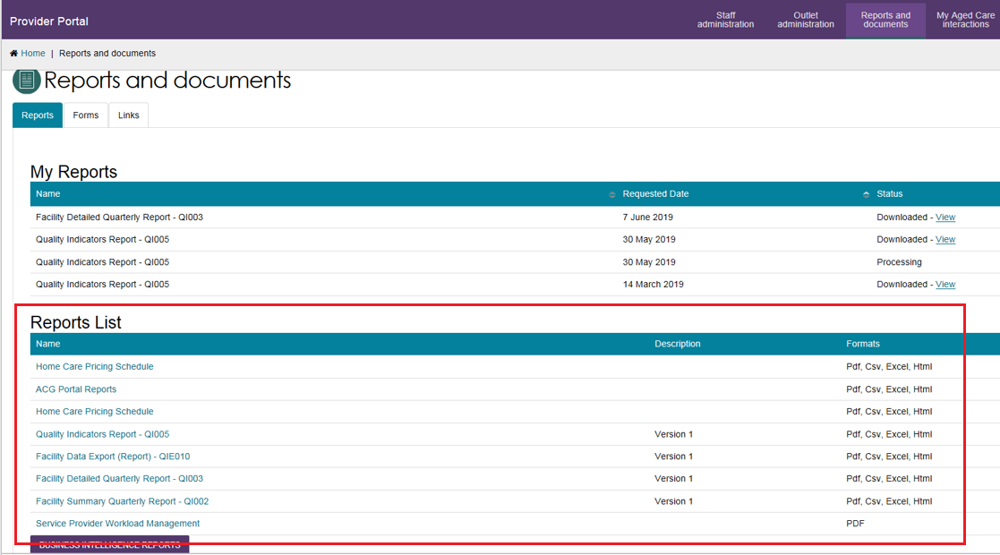 Provider Portal
Staff administration
Outlet administration
Reports and documents
My Aged Care interactions
Home | Reports and documents
Reports and documents
Reports Forms Links
My Reports
Name Requested Date Status
Facility Detailed Quarterly Report - QI003 7 June 2019 Downloaded - View
Quality Indicators Report - QI005 30 May 2019 Downloaded - View
Quality Indicators Report - QI005 30 May 2019 Processing
Quality Indicators Report - QI005 14 March 2019 Downloaded - View
Reports List
Name Description Formats
Home Care Pricing Schedule Pdf, Csv, Excel, Html
ACG Portal Reports Pdf, Csv, Excel, Html
Home Care Pricing Schedule Pdf, Csv, Excel, Html
Quality Indicators Report - QI005 Version 1 Pdf, Csv, Excel, Html
Facility Data Export (Report) - QIE010 Version 1 Pdf, Csv, Excel, Html
Facility Detailed Quarterly Report - QI003 Version 1 Pdf, Csv, Excel, Html
Facility Summary Quarterly Report - QI002 Version 1 Pdf, Csv, Excel, Html
Service Provider Workload Management PDF
BUSINESS INTELLIGENCE REPORTS